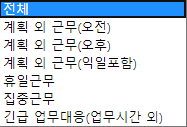 전체
계획 외 근무(오전)
계획 외 근무(오후)
계획 외 근무(익일포함)
휴일근무
집중근무
긴급 업무대응(업무시간 외)